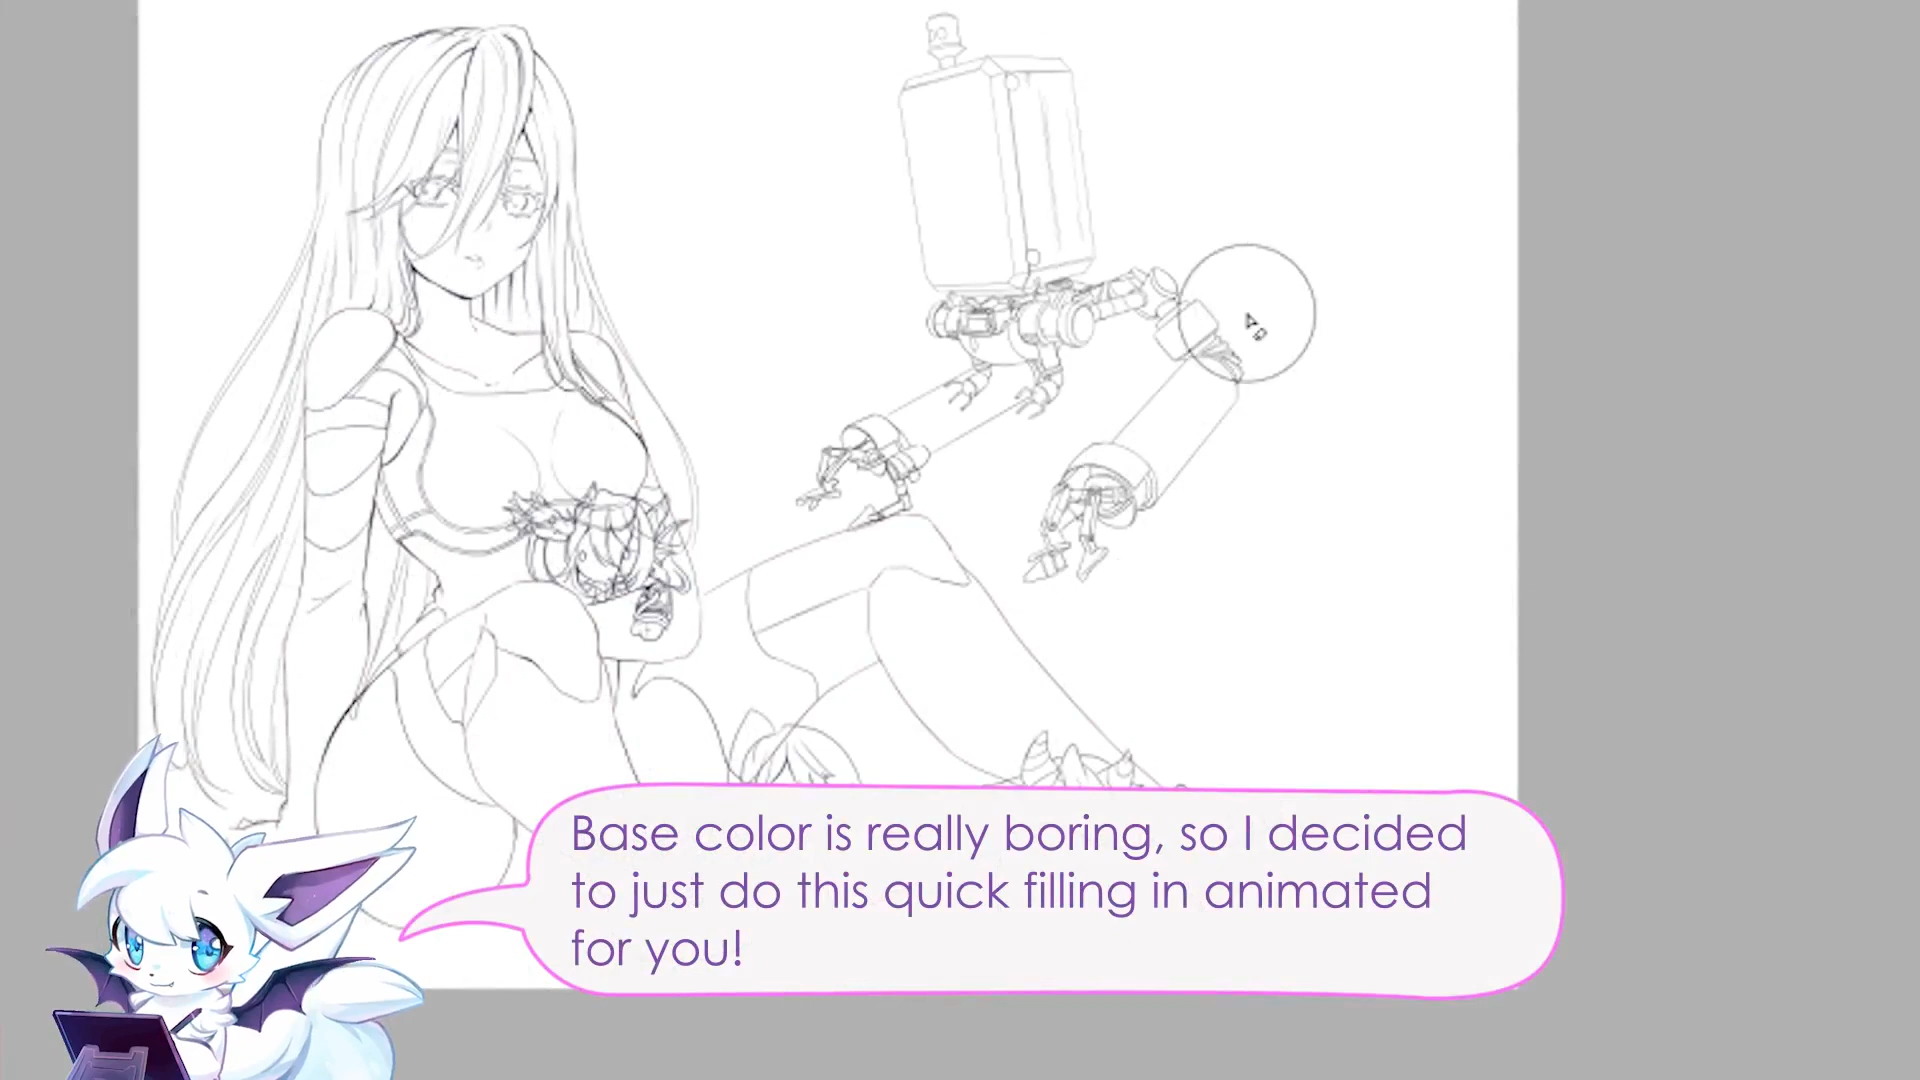 Base color is really boring, so I decided
to just do this quick filling in animated
for you!